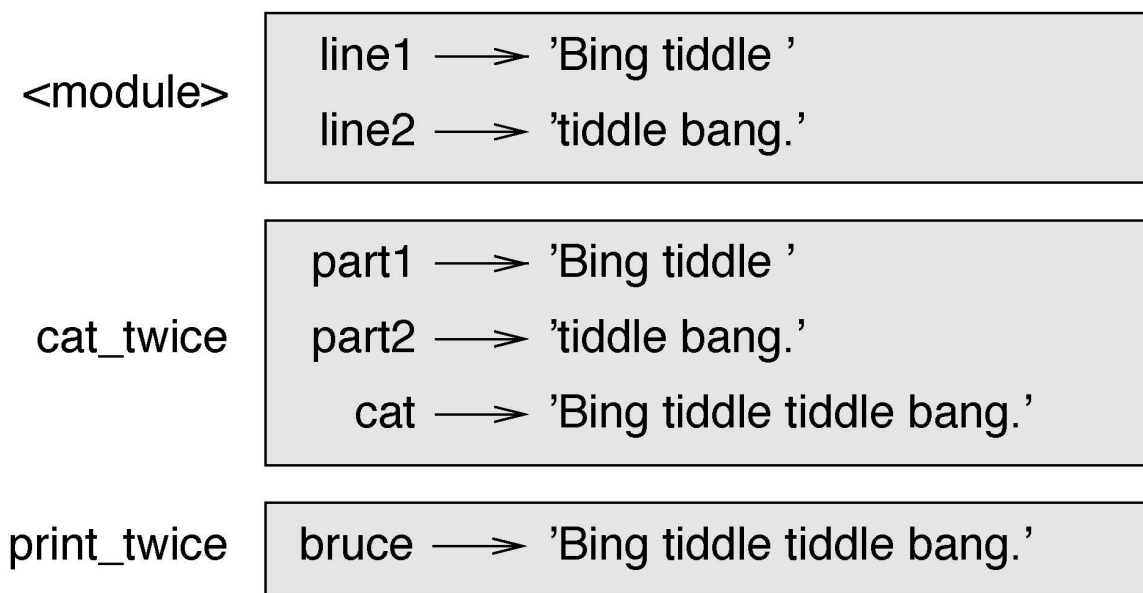 <module>
line1 ⟶ ’Bing tiddle ’
line2 ⟶ ’tiddle bang.’
cat_twice
part1 ⟶ ’Bing tiddle ’
part2 ⟶ ’tiddle bang.’
cat ⟶ ’Bing tiddle tiddle bang.’
print_twice
bruce ⟶ ’Bing tiddle tiddle bang.’